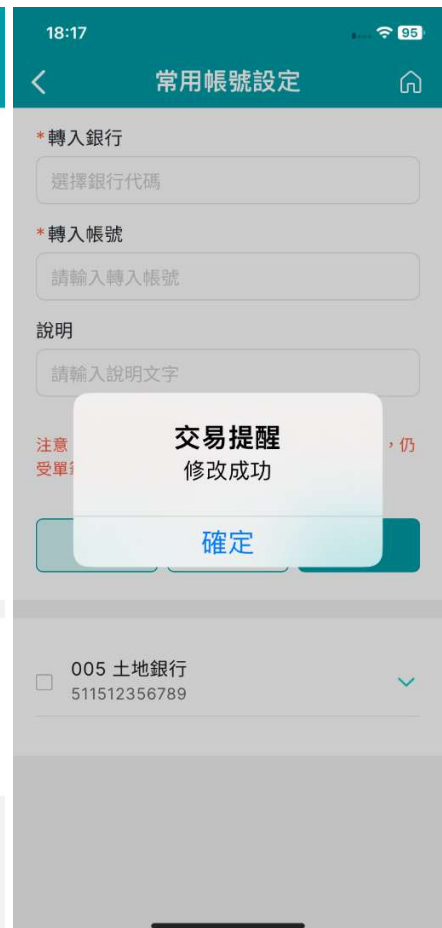 18:17
95
常用帳號設定
*轉入銀行
選擇銀行代碼
*轉入帳號
請輸入轉入帳號
說明
請輸入說明文字
交易提醒
修改成功
確定
注意
，仍
受單
005 土地銀行
511512356789